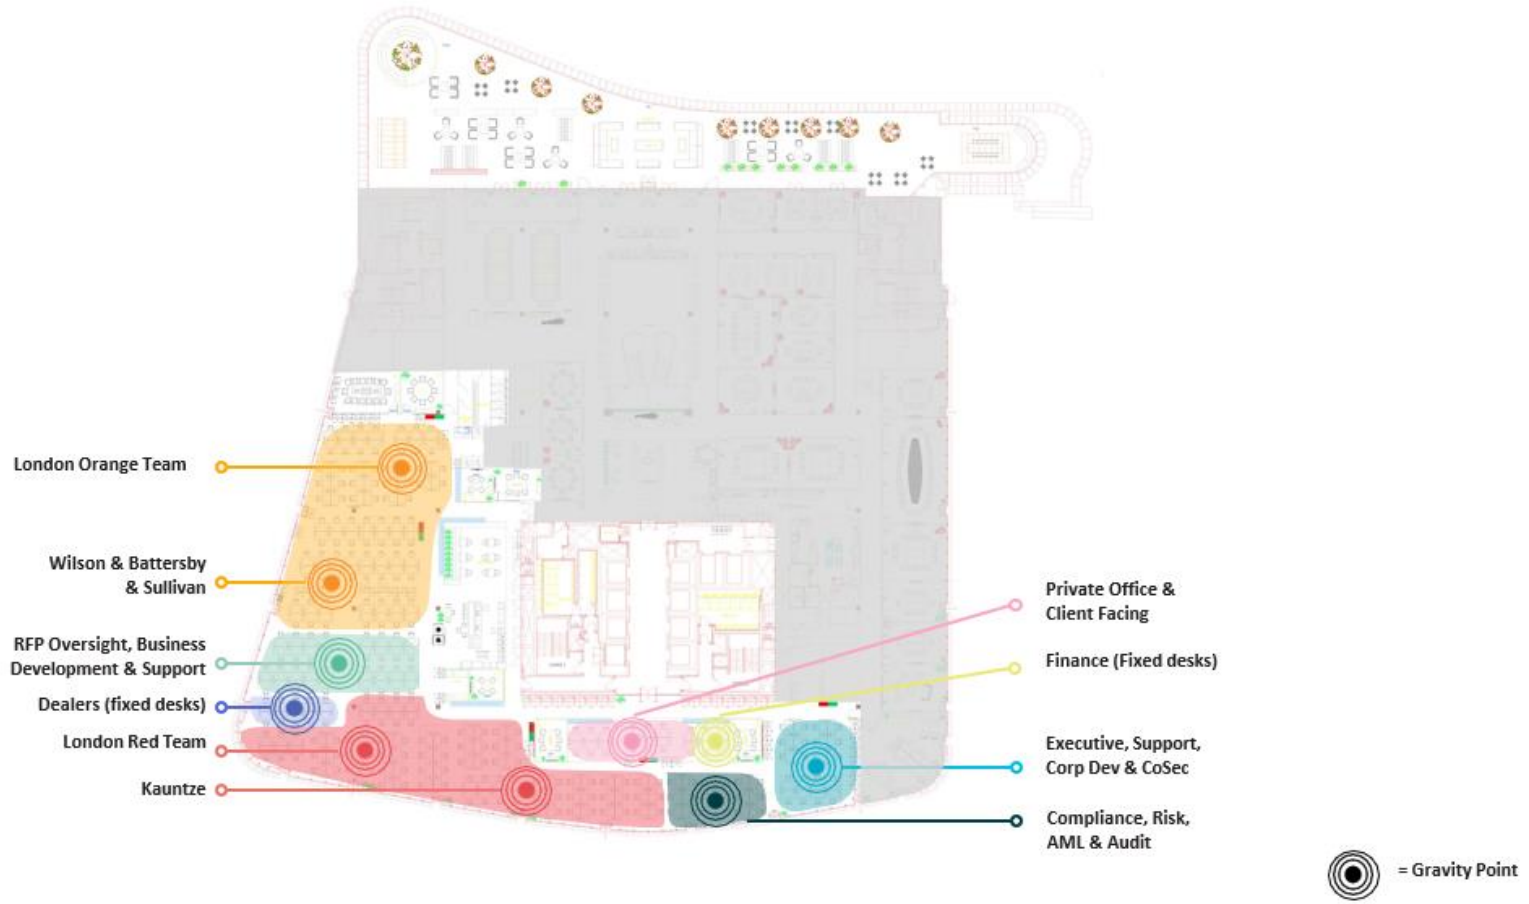 London Orange Team
Wilson & Battersby
& Sullivan
RFP Oversight, Business
Development & Support
Dealers (fixed desks)
London Red Team
Kauntze
Private Office &
Client Facing
Finance (Fixed desks)
Executive, Support,
Corp Dev & CoSec
Compliance, Risk,
AML & Audit
= Gravity Point